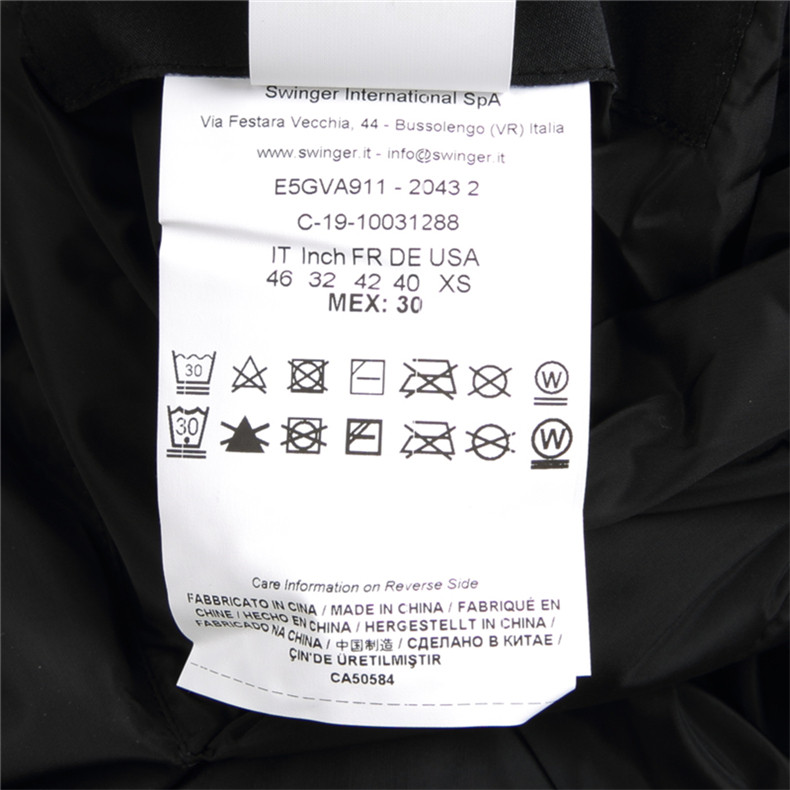 Swinger International SpA
Via Festara Vecchia, 44 - Bussolengo (VR) Italia
www.swinger.it - info@swinger.it
E5GVA911 - 2043 2
C-19-10031288
IT Inch FR DE USA
46 32 42 40 XS
MEX: 30
30 W
30 W
Care Information on Reverse Side
FABBRICATO IN CINA / MADE IN CHINA / FABRIQUÉ EN
CHINE / HECHO EN CHINA / HERGESTELLT IN CHINA /
FABRICADO NA CHINA / 中国制造 / СДЕЛАНО В КИТАЕ /
ÇIN'DE ÜRETILMIŞTIR
CA50584